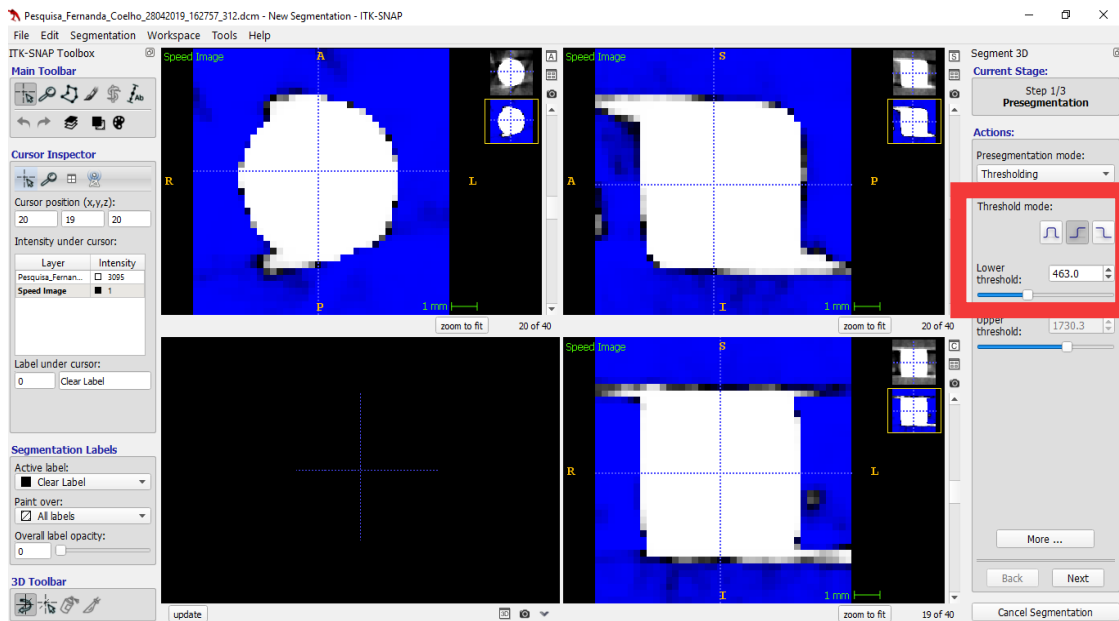 Pesquisa_Fernanda_Coelho_28042019_162757_312.dcm - New Segmentation - ITK-SNAP
File Edit Segmentation Workspace Tools Help
ITK-SNAP Toolbox
Main Toolbar
Ab
Cursor Inspector
Cursor position (x,y,z):
20 19 20
Intensity under cursor:
Layer Intensity
Pesquisa_Fernan... 3095
Speed Image 1
Label under cursor:
0 Clear Label
Segmentation Labels
Active label:
Clear Label
Paint over:
All labels
Overall label opacity:
0
3D Toolbar
Speed Image
A
R
L
P
1 mm
zoom to fit 20 of 40
A
Speed Image
S
A
P
I
1 mm
zoom to fit 20 of 40
S
update
3D
Speed Image
S
R
L
I
1 mm
zoom to fit 19 of 40
C
Segment 3D
Current Stage:
Step 1/3
Presegmentation
Actions:
Presegmentation mode:
Thresholding
Threshold mode:
Lower
threshold: 463.0
Upper
threshold: 1730.3
More ...
Back Next
Cancel Segmentation